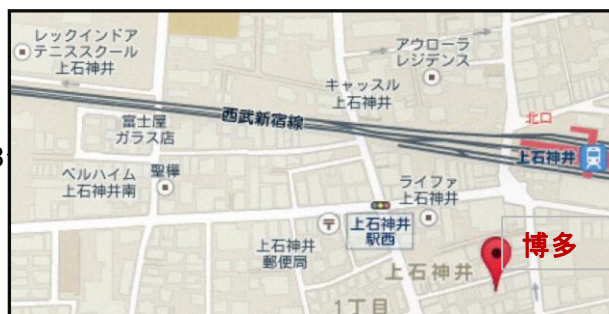 レックインドア
テニススクール
上石神井
アウローラ
レジデンス
キャッスル
上石神井
北口
富士屋
ガラス店
西武新宿線
上石神井
3
ベルハイム
上石神井南
聖樺
ライファ
上石神井
〒
上石神井
駅西
上石神井
郵便局
博多
上石神井
1丁目